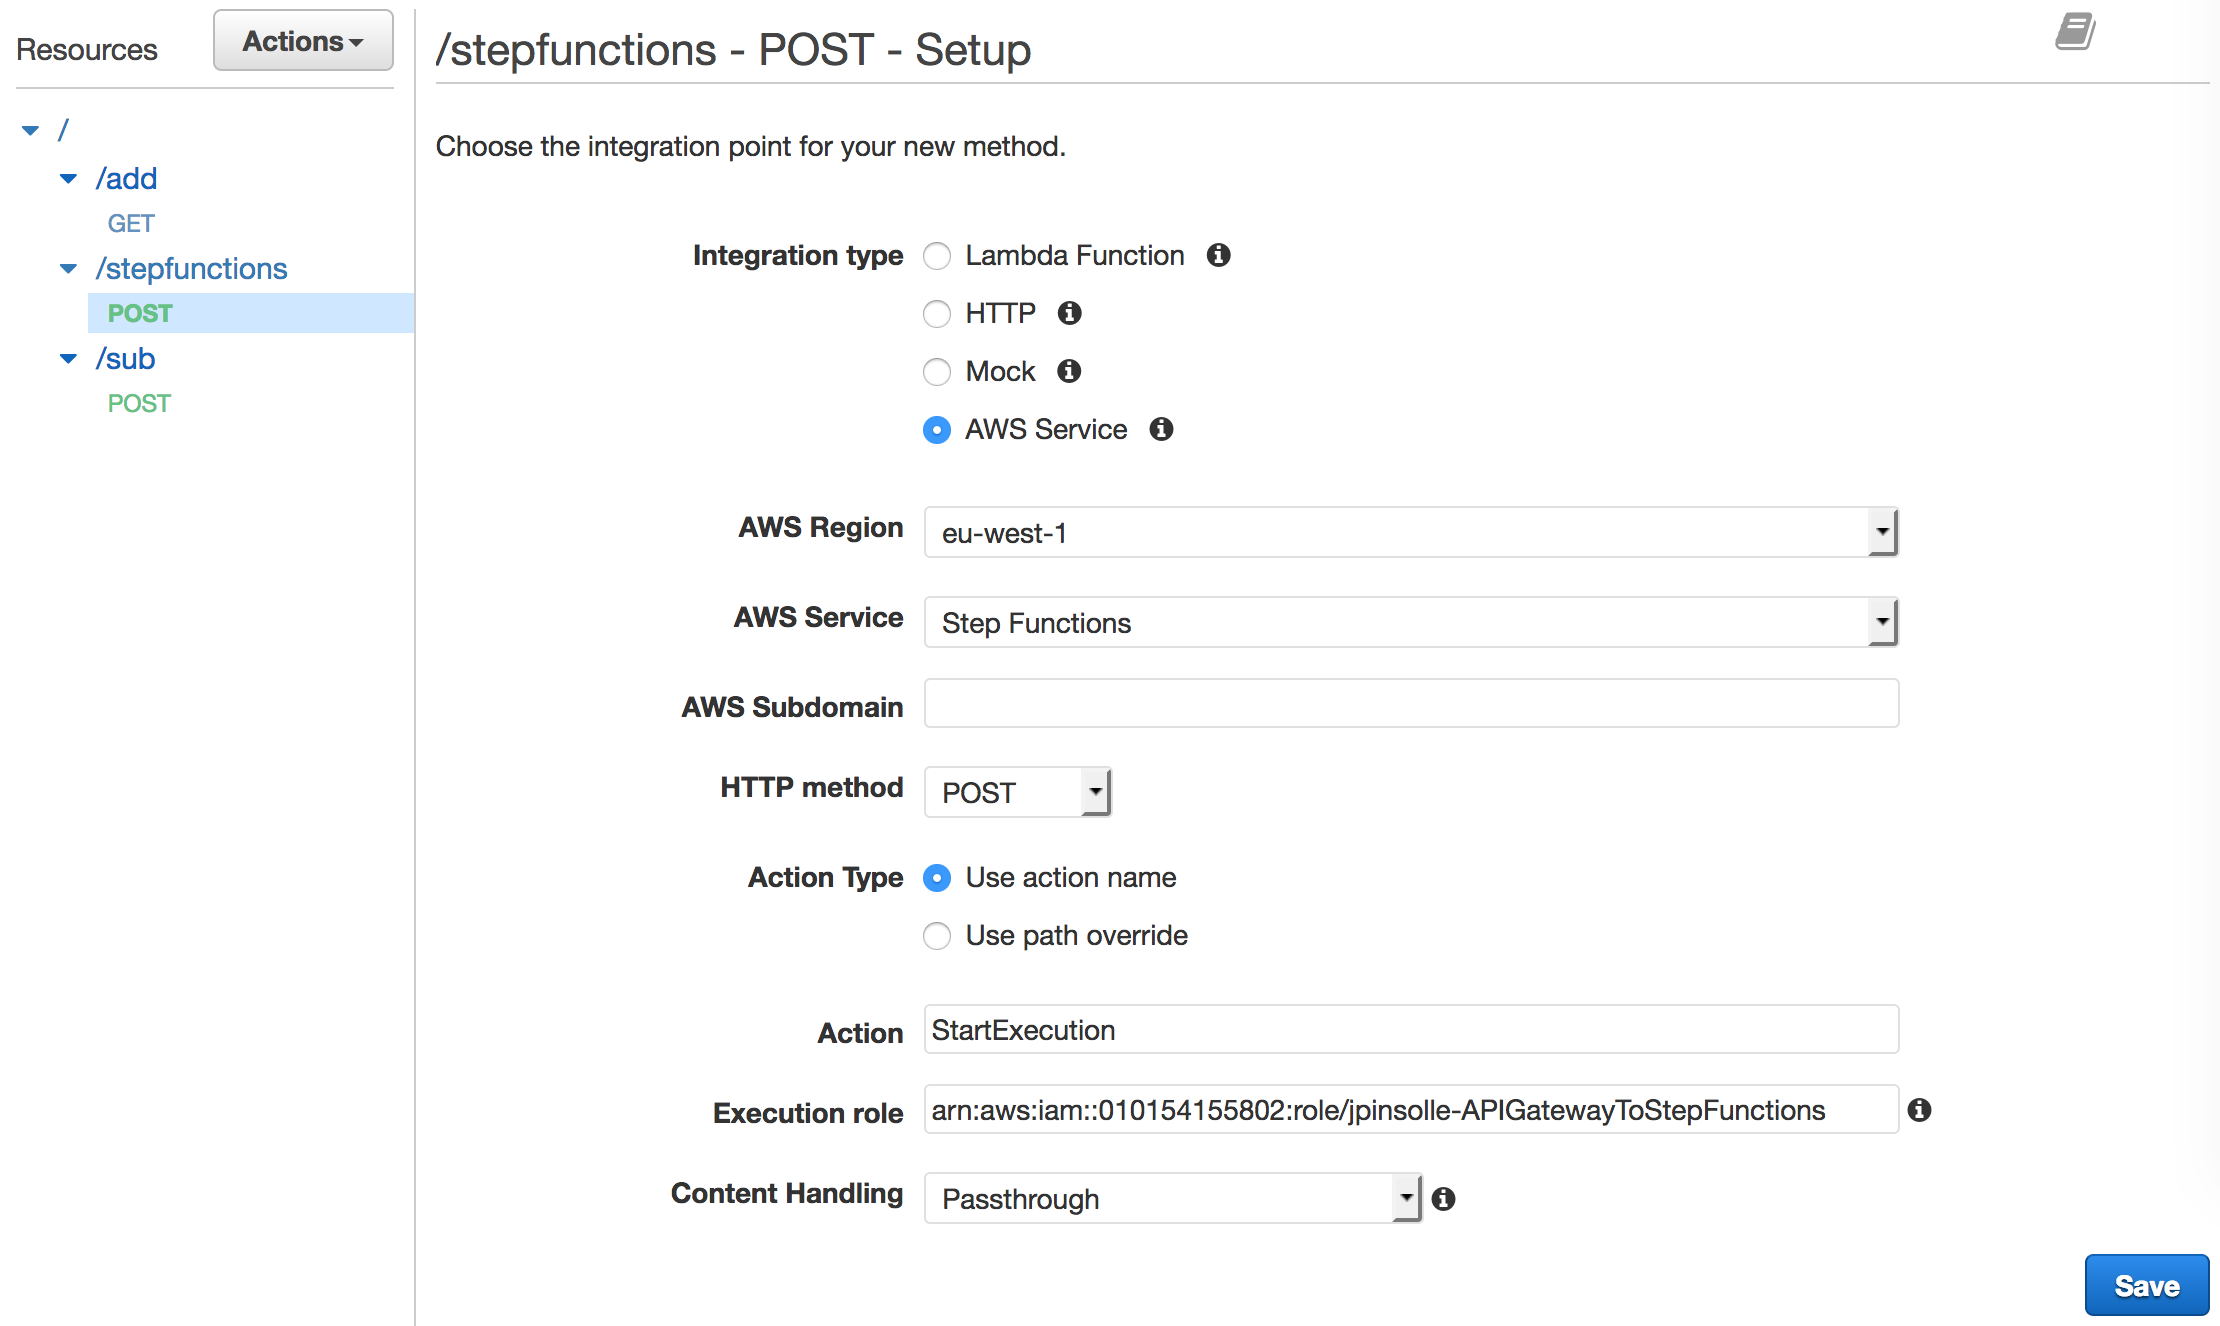 Resources
Actions
/
/add
GET
/stepfunctions
POST
/sub
POST
/stepfunctions - POST - Setup
Choose the integration point for your new method.
Integration type
Lambda Function
HTTP
Mock
AWS Service
AWS Region eu-west-1
AWS Service Step Functions
AWS Subdomain
HTTP method POST
Action Type Use action name
Use path override
Action StartExecution
Execution role arn:aws:iam::010154155802:role/jpinsolle-APIGatewayToStepFunctions
Content Handling Passthrough
Save